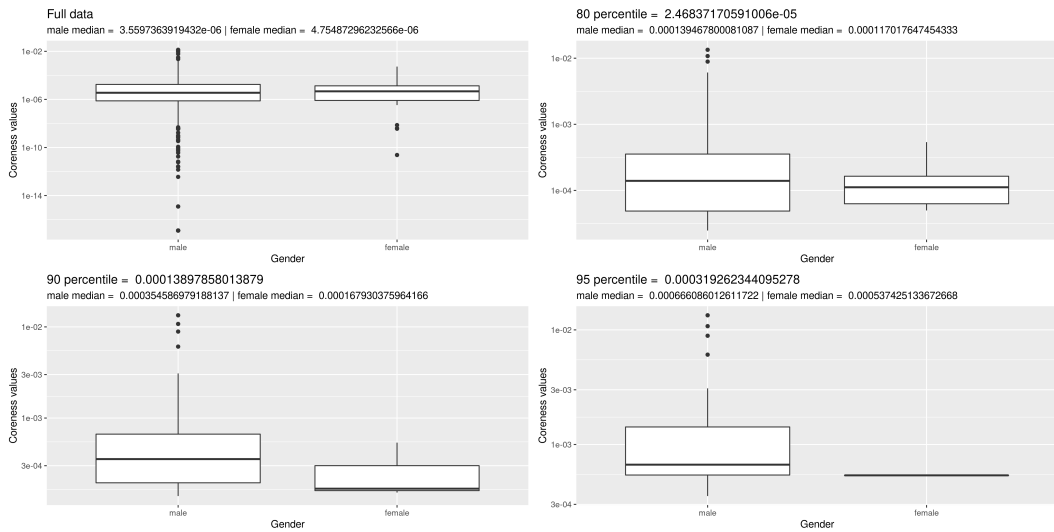 Full data
male median = 3.5597363919432e-06 | female median = 4.75487296232566e-06
1e-02
1e-06
1e-10
1e-14
Coreness values
male
female
Gender
80 percentile = 2.46837170591006e-05
male median = 0.000139467800081087 | female median = 0.000117017647454333
1e-02
1e-03
1e-04
Coreness values
male
female
Gender
90 percentile = 0.00013897858013879
male median = 0.000354586979188137 | female median = 0.000167930375964166
1e-02
3e-03
1e-03
3e-04
Coreness values
male
female
Gender
95 percentile = 0.000319262344095278
male median = 0.000666086012611722 | female median = 0.000537425133672668
1e-02
3e-03
1e-03
3e-04
Coreness values
male
female
Gender